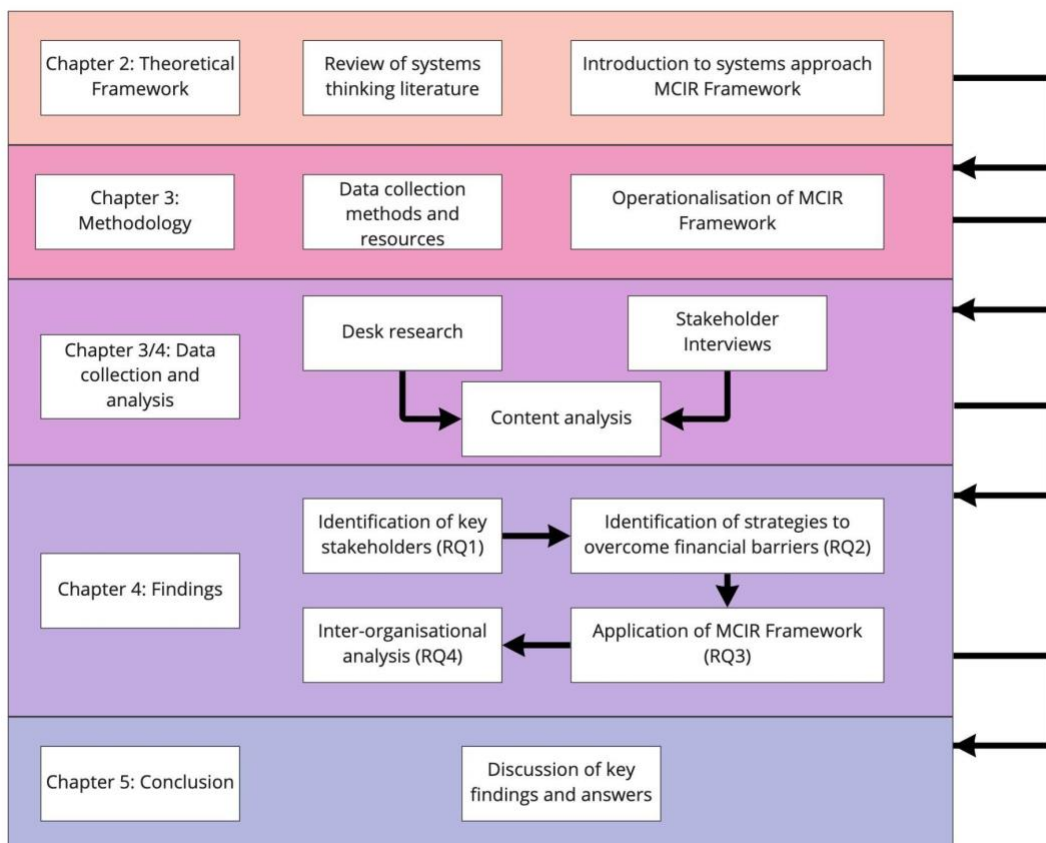 Chapter 2: Theoretical
Framework
Review of systems
thinking literature
Introduction to systems approach
MCIR Framework
Chapter 3:
Methodology
Data collection
methods and
resources
Operationalisation of MCIR
Framework
Chapter 3/4: Data
collection and
analysis
Desk research
Stakeholder
Interviews
Content analysis
Chapter 4: Findings
Identification of key
stakeholders (RQ1)
Identification of strategies to
overcome financial barriers (RQ2)
Inter-organisational
analysis (RQ4)
Application of MCIR Framework
(RQ3)
Chapter 5: Conclusion
Discussion of key
findings and answers